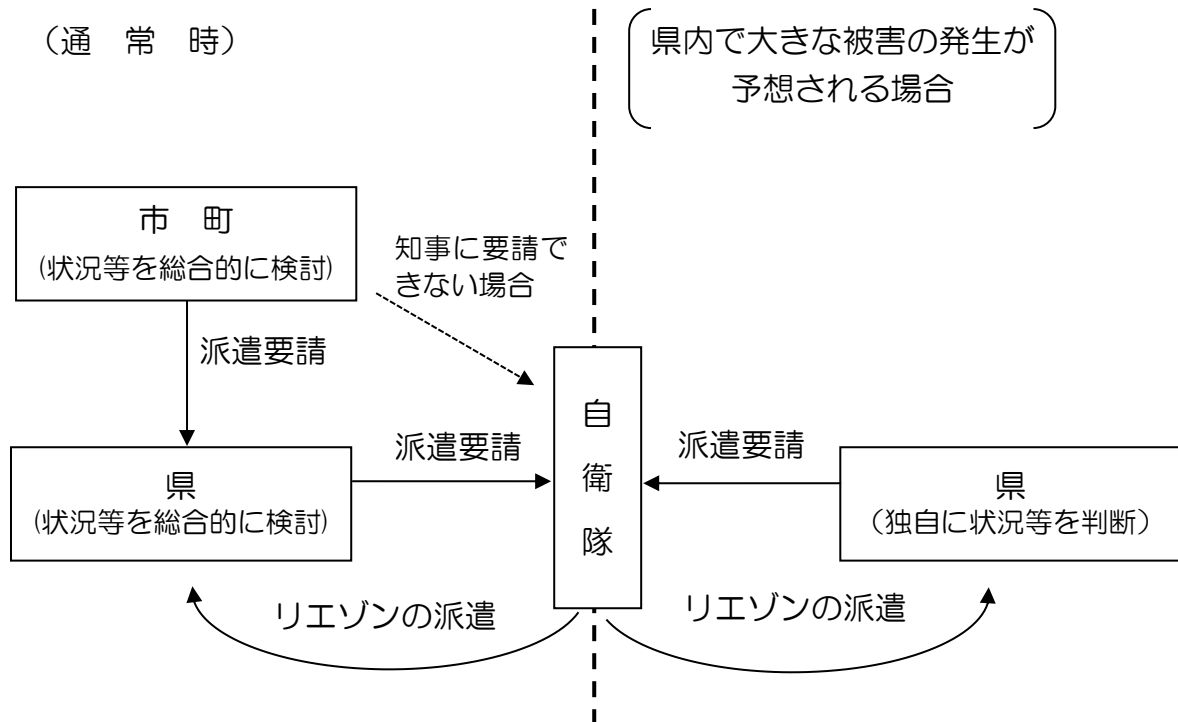 （通　常　時）
県内で大きな被害の発生が
予想される場合
市　町
(状況等を総合的に検討)
知事に要請で
きない場合
派遣要請
自衛隊
県
(状況等を総合的に検討)
派遣要請
派遣要請
県
（独自に状況等を判断）
リエゾンの派遣
リエゾンの派遣